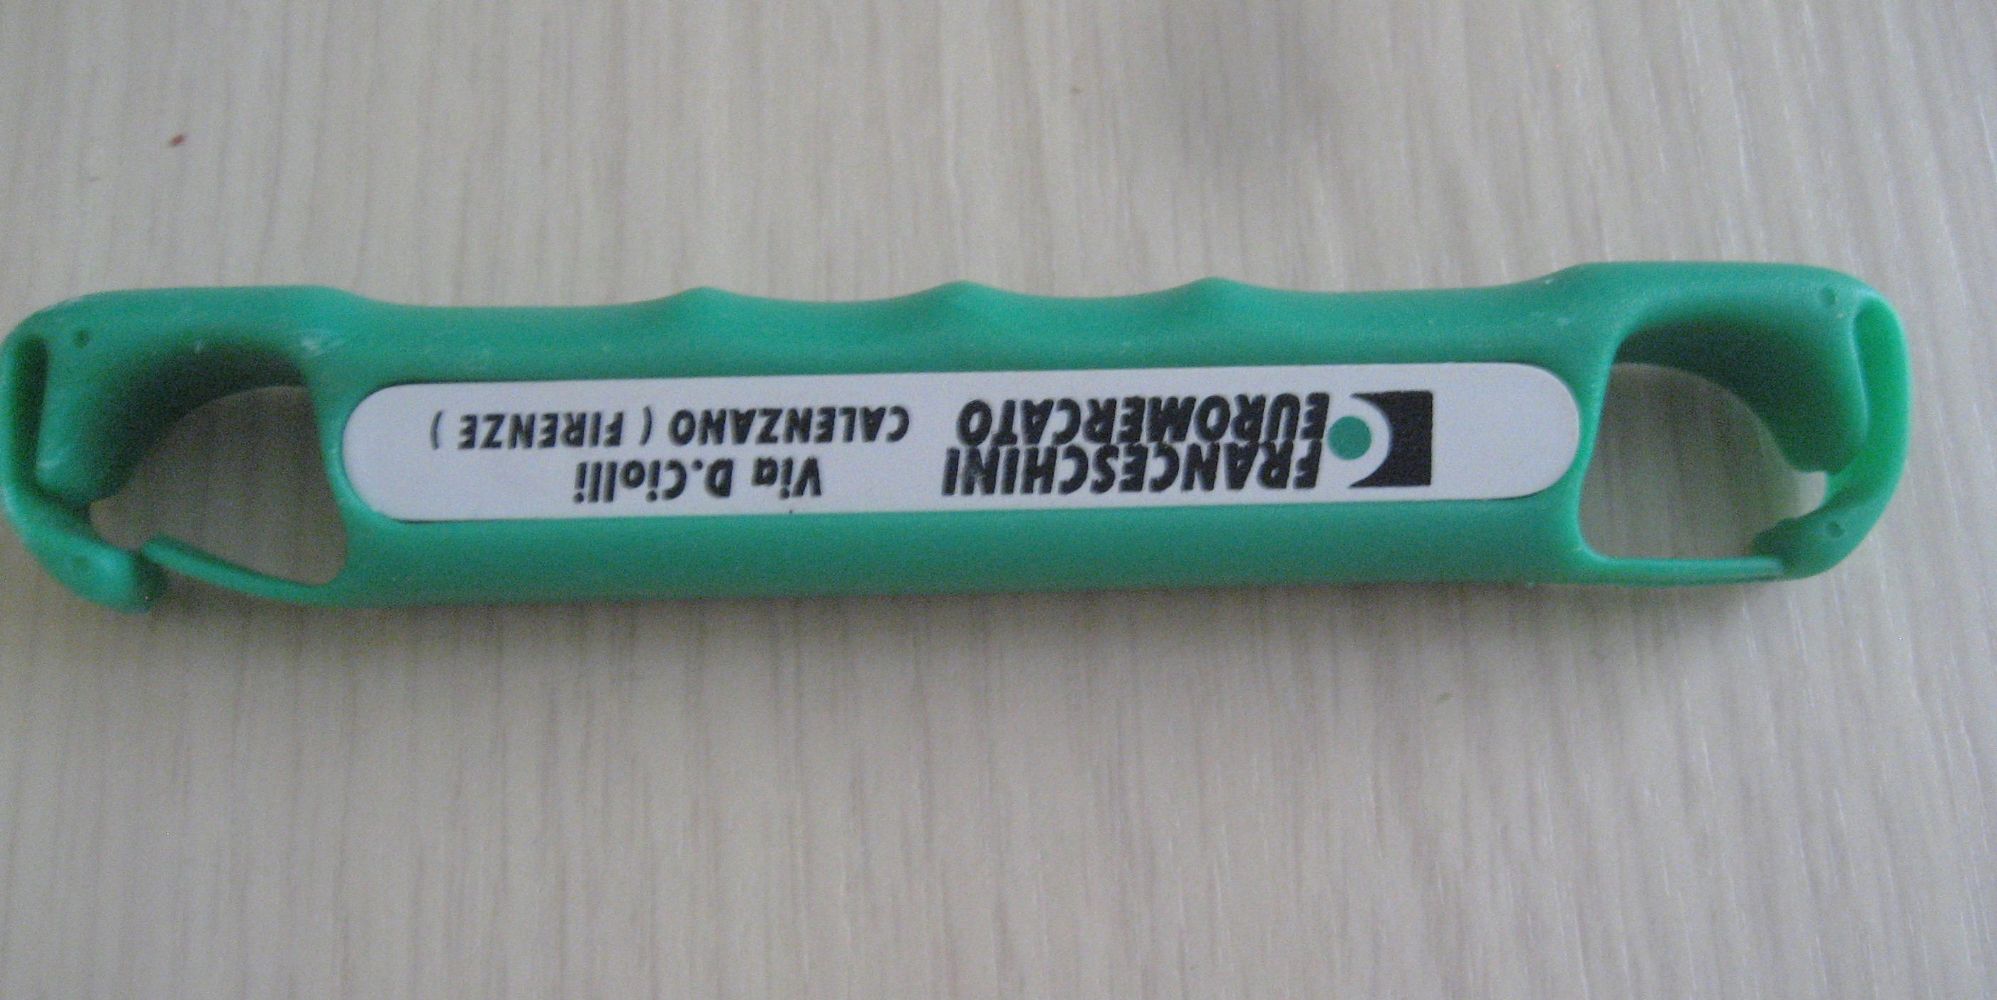 FRANCESCHINI
EUROMERCATO
Via D.Ciolli
CALENZANO ( FIRENZE )